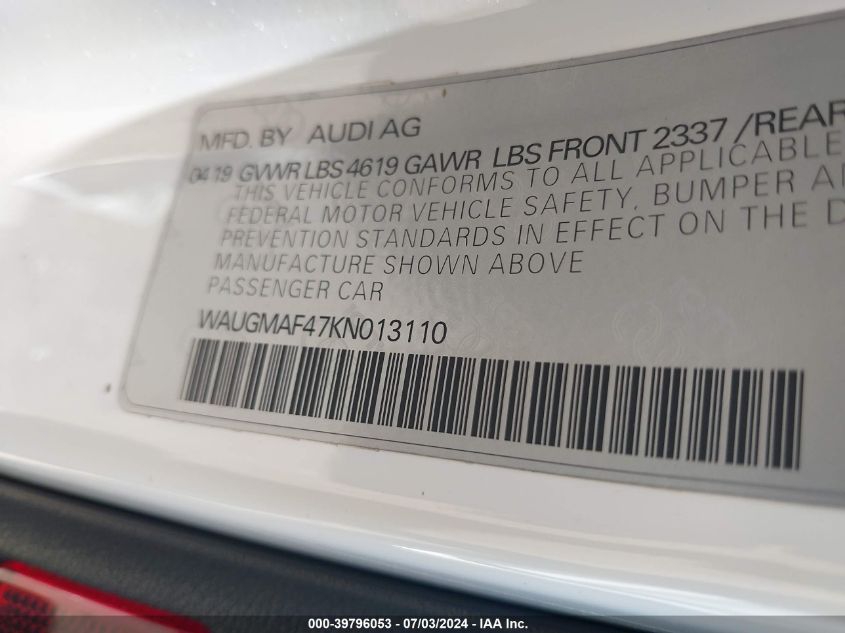 MFD. BY AUDI AG
04 19 GVWR LBS 4619 GAWR LBS FRONT 2337 /REAR
THIS VEHICLE CONFORMS TO ALL APPLICABLE
FEDERAL MOTOR VEHICLE SAFETY, BUMPER
PREVENTION STANDARDS IN EFFECT ON THE
MANUFACTURE SHOWN ABOVE
PASSENGER CAR
WAUGMAF47KN013110
000-39796053 - 07/03/2024 - IAA Inc.